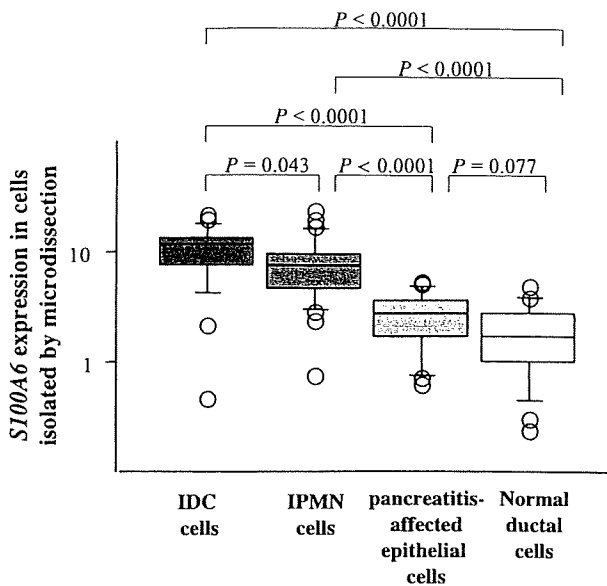 P < 0.0001
P < 0.0001
P < 0.0001
P = 0.043
P < 0.0001
P = 0.077
S100A6 expression in cells
isolated by microdissection
10
1
IDC
cells
IPMN
cells
pancreatitis-
affected
epithelial
cells
Normal
ductal
cells